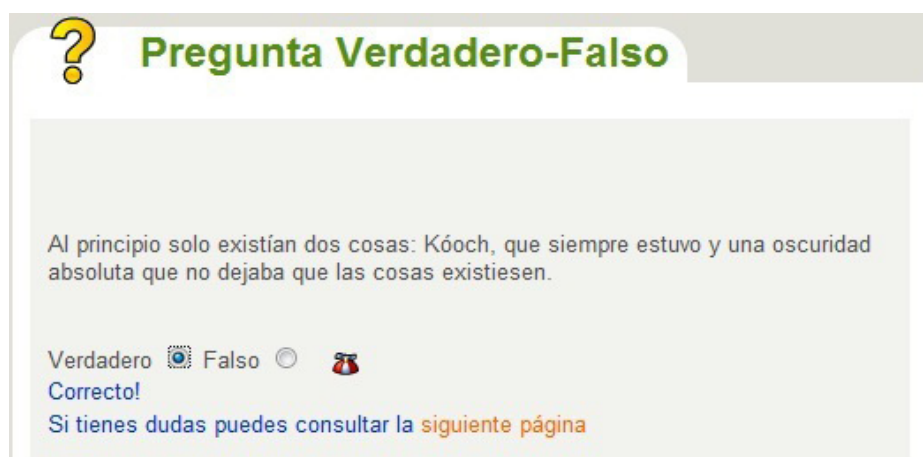 Pregunta Verdadero-Falso
Al principio solo existían dos cosas: Kóoch, que siempre estuvo y una oscuridad
absoluta que no dejaba que las cosas existiesen.
Verdadero Falso
Correcto!
Si tienes dudas puedes consultar la siguiente página